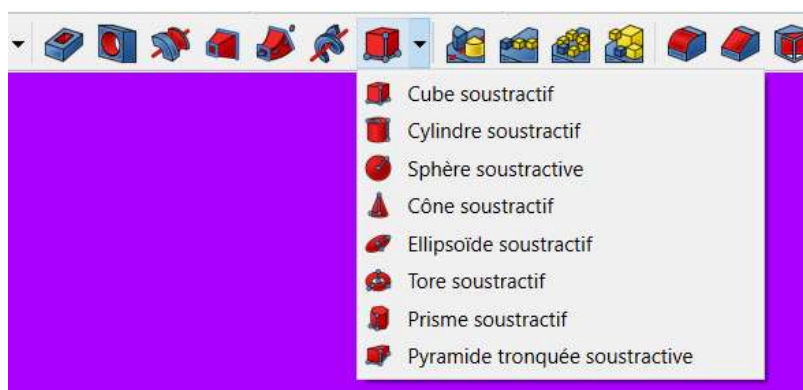 Cube soustractif
Cylindre soustractif
Sphère soustractive
Cône soustractif
Ellipsoïde soustractif
Tore soustractif
Prisme soustractif
Pyramide tronquée soustractive